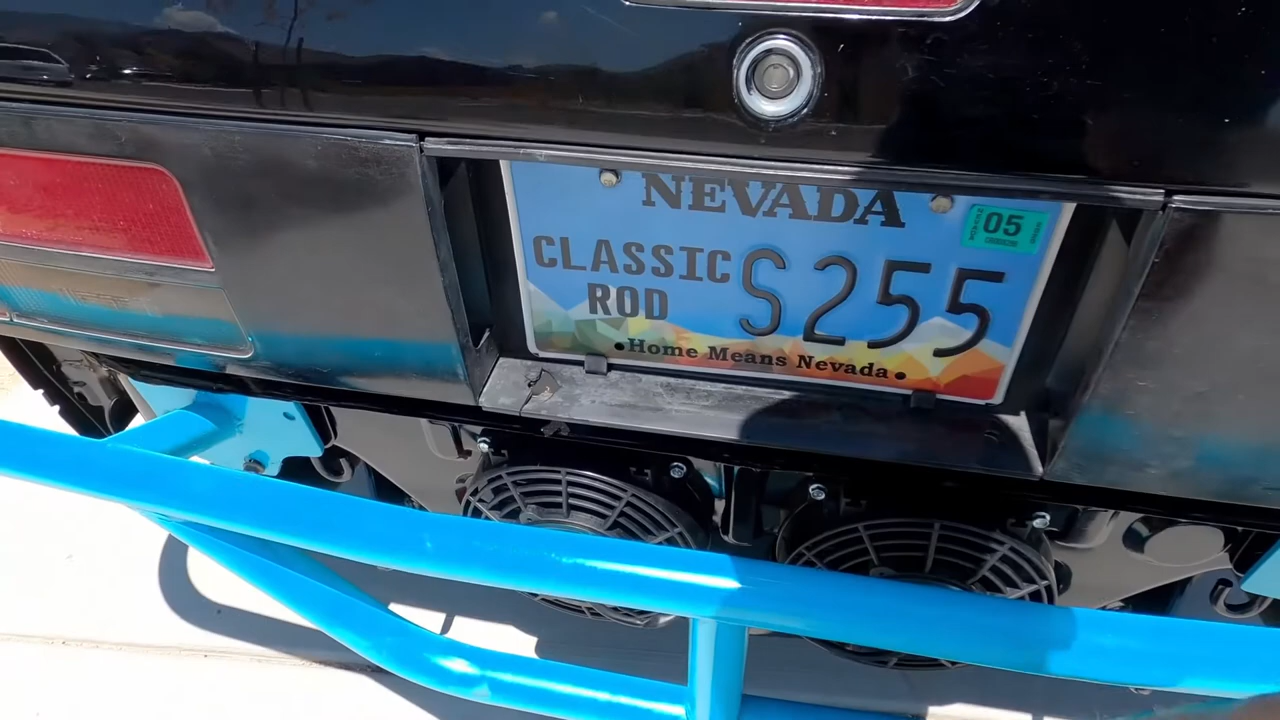 NEVADA
05
CLASSIC
ROD
S255
•Home Means Nevada•